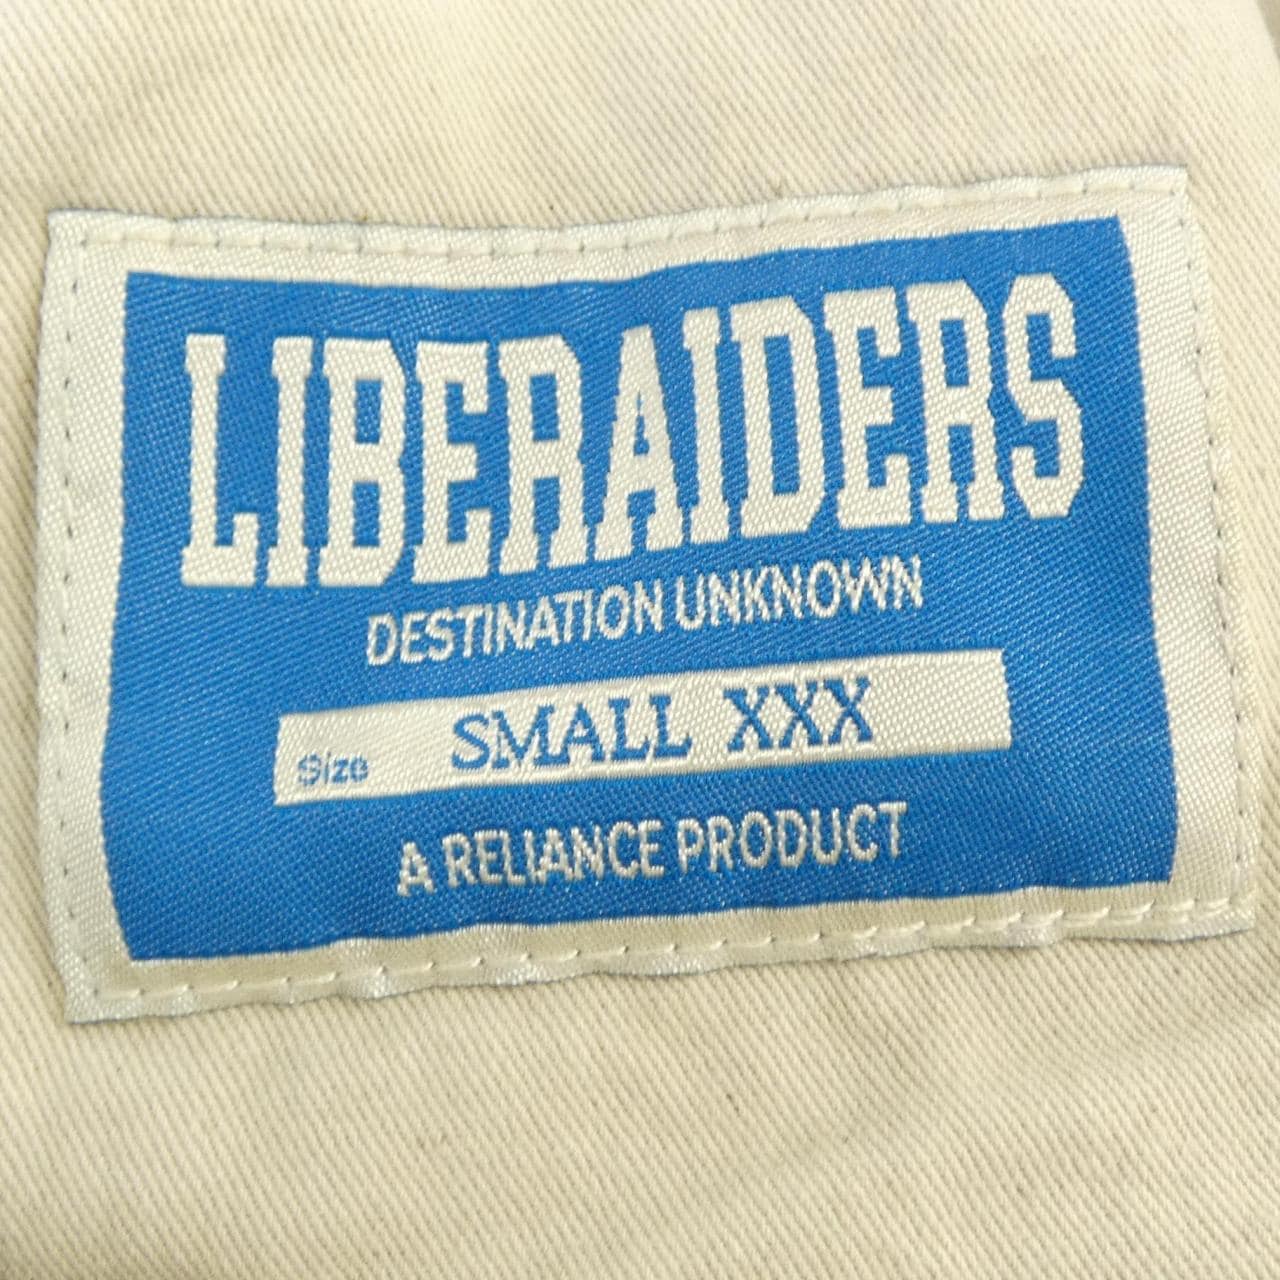 LIBERAIDERS
DESTINATION UNKNOWN
Size SMALL XXX
A RELIANCE PRODUCT